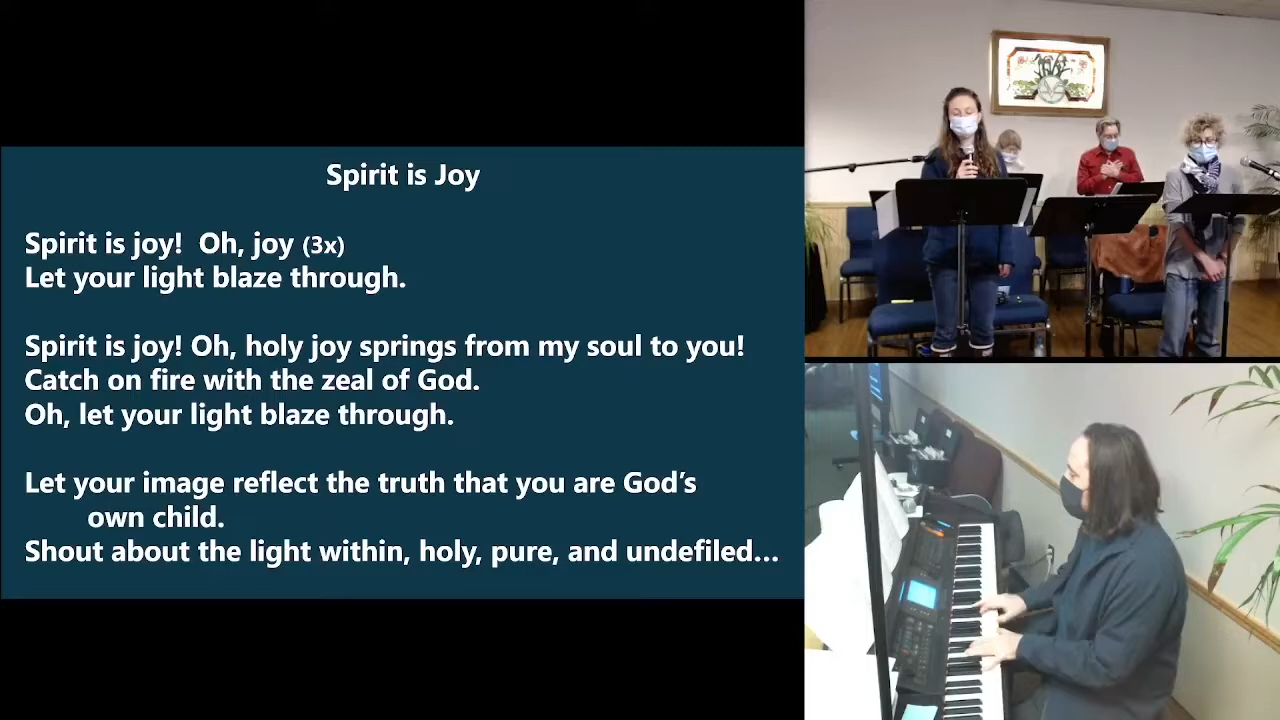 Spirit is Joy
Spirit is joy!  Oh, joy (3x)
Let your light blaze through.
Spirit is joy! Oh, holy joy springs from my soul to you!
Catch on fire with the zeal of God.
Oh, let your light blaze through.
Let your image reflect the truth that you are God’s
own child.
Shout about the light within, holy, pure, and undefiled…